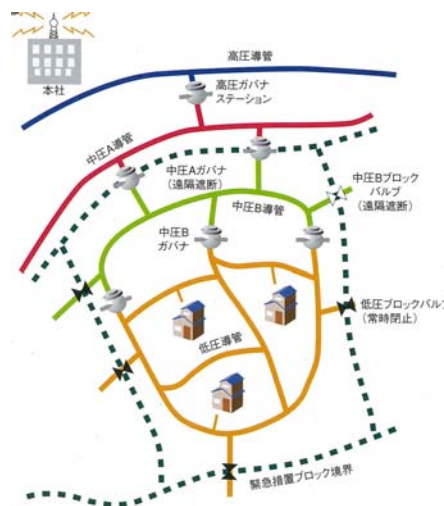 本社
高圧導管
高圧ガバナ
ステーション
中圧A導管
中圧Aガバナ
(遠隔遮断)
中圧B導管
中圧Bブロック
バルブ
(遠隔遮断)
中圧B
ガバナ
低圧ブロックバルブ
(常時閉止)
低圧導管
緊急措置ブロック境界